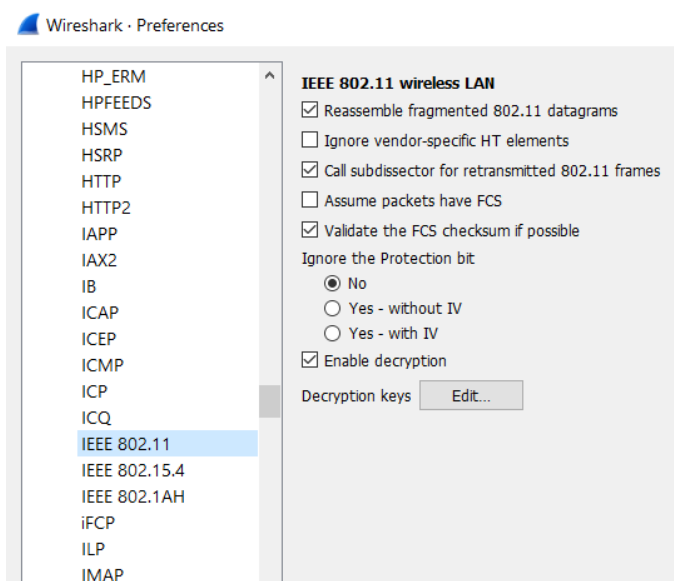 Wireshark · Preferences
HP_ERM
HPFEEDS
HSMS
HSRP
HTTP
HTTP2
IAPP
IAX2
IB
ICAP
ICEP
ICMP
ICP
ICQ
IEEE 802.11
IEEE 802.15.4
IEEE 802.1AH
iFCP
ILP
IMAP
IEEE 802.11 wireless LAN
Reassemble fragmented 802.11 datagrams
Ignore vendor-specific HT elements
Call subdissector for retransmitted 802.11 frames
Assume packets have FCS
Validate the FCS checksum if possible
Ignore the Protection bit
No
Yes - without IV
Yes - with IV
Enable decryption
Decryption keys Edit...